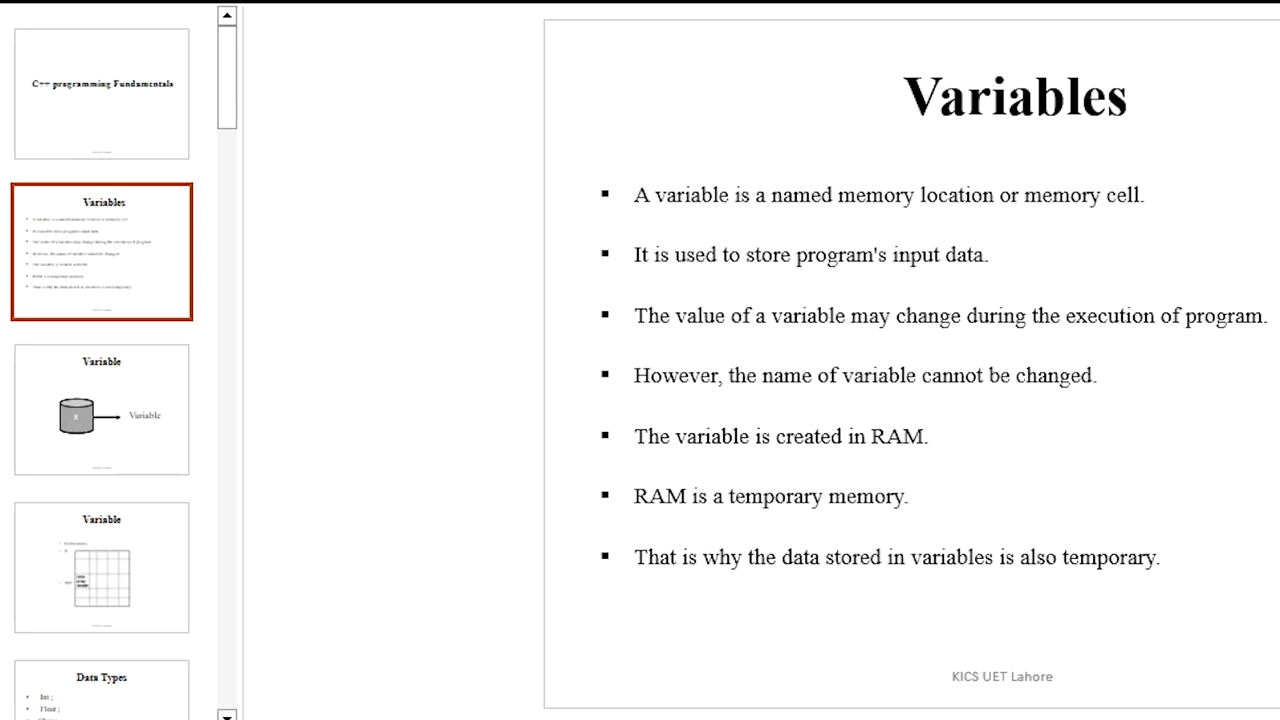 C++ programming Fundamentals
Variables
Variable
X
Variable
Variable
Data Types
Int ;
Float ;
Variables
▪ A variable is a named memory location or memory cell.
▪ It is used to store program's input data.
▪ The value of a variable may change during the execution of program.
▪ However, the name of variable cannot be changed.
▪ The variable is created in RAM.
▪ RAM is a temporary memory.
▪ That is why the data stored in variables is also temporary.
KICS UET Lahore